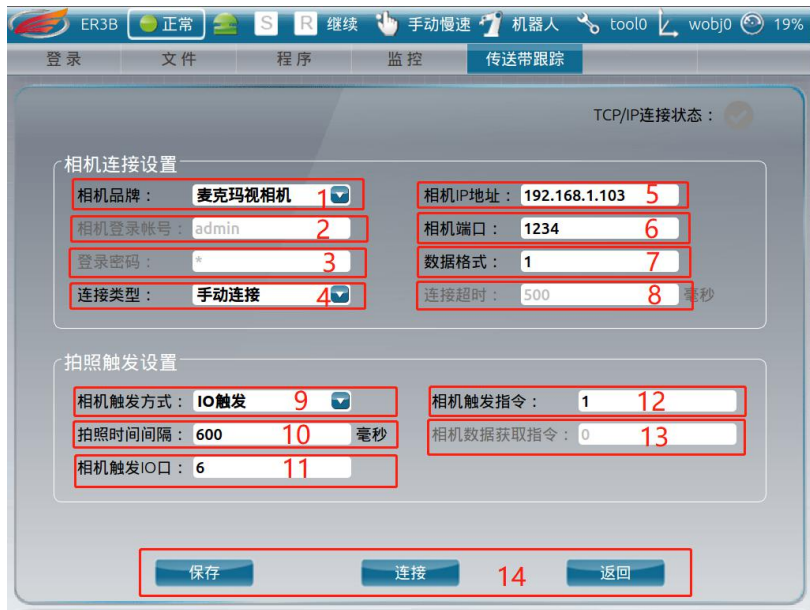 ER3B 正常 S R 继续 手动慢速 机器人 tool0 wobj0 19%
登录 文件 程序 监控 传送带跟踪
TCP/IP连接状态：
相机连接设置
相机品牌： 麦克玛视相机 1
相机登录帐号： admin 2
登录密码： * 3
连接类型： 手动连接 4
相机IP地址： 192.168.1.103 5
相机端口： 1234 6
数据格式： 1 7
连接超时： 500 8 毫秒
拍照触发设置
相机触发方式： IO触发 9
拍照时间间隔： 600 10 毫秒
相机触发IO口： 6 11
相机触发指令： 1 12
相机数据获取指令： 0 13
保存 连接 14 返回